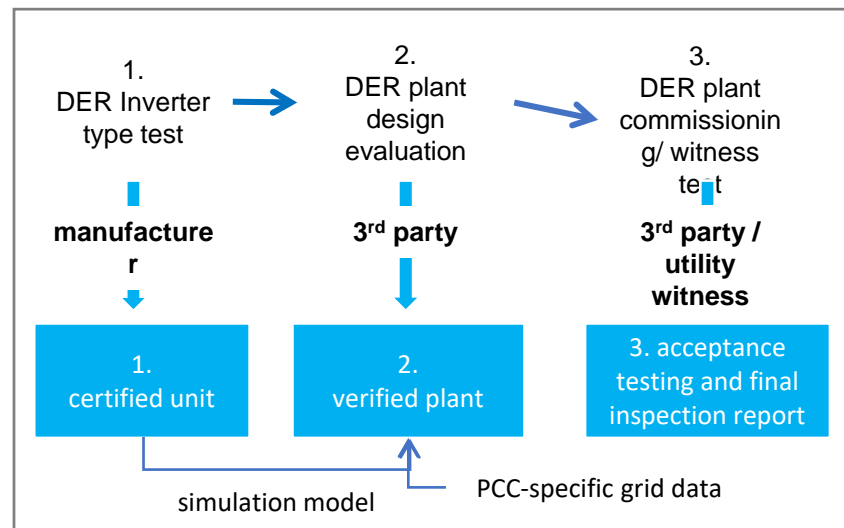 1.
DER Inverter
type test
2.
DER plant
design
evaluation
3.
DER plant
commissionin
g/ witness
test
manufacture
r
3rd party
3rd party /
utility
witness
1.
certified unit
2.
verified plant
3. acceptance
testing and final
inspection report
simulation model
PCC-specific grid data